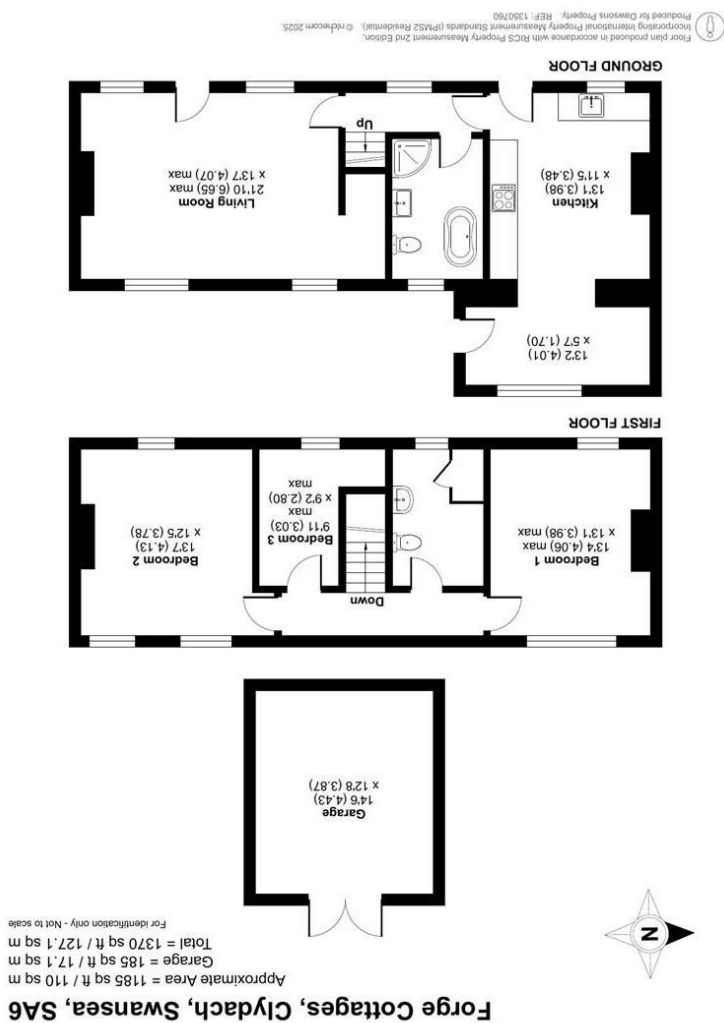 Forge Cottages, Clydach, Swansea, SA6
Approximate Area = 1185 sq ft / 110 sq m
Garage = 185 sq ft / 17.1 sq m
Total = 1370 sq ft / 127.1 sq m
For identification only - Not to scale
N
Garage
14'6 (4.43)
x 12'8 (3.87)
Down
Bedroom 1
13'4 (4.06) max
x 13'1 (3.98) max
Bedroom 3
9'11 (3.03)
max
x 9'2 (2.80)
max
Bedroom 2
13'7 (4.13)
x 12'5 (3.78)
FIRST FLOOR
13'2 (4.01)
x 5'7 (1.70)
Kitchen
13'1 (3.98)
x 11'5 (3.48)
Living Room
21'10 (6.65) max
x 13'7 (4.07) max
Up
GROUND FLOOR
Floor plan produced in accordance with RICS Property Measurement 2nd Edition.
Incorporating International Property Measurement Standards (IPMS2 Residential). © nichecom 2025.
Produced for Dawsons Property. REF: 1350760